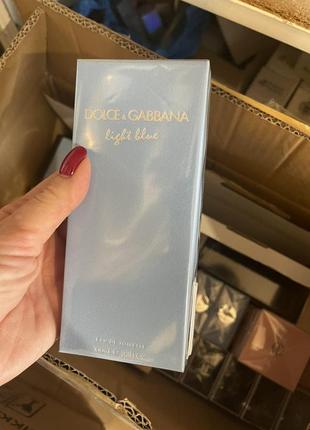 DOLCE & GABBANA
light blue
EAU DE TOILETTE